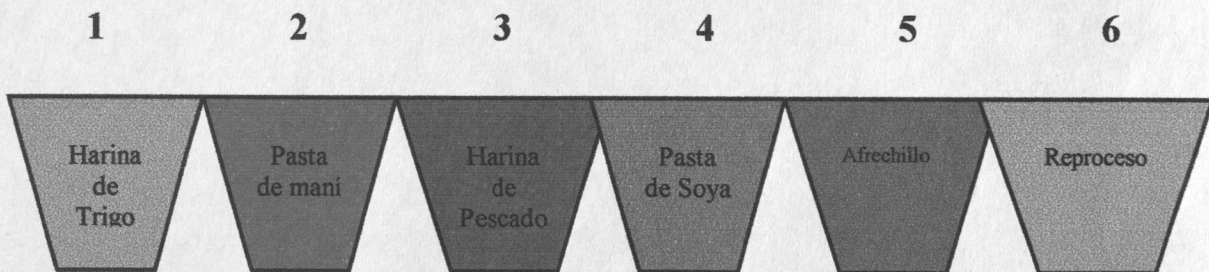 1 2 3 4 5 6
Harina
de
Trigo
Pasta
de maní
Harina
de
Pescado
Pasta
de Soya
Afrechillo
Reproceso